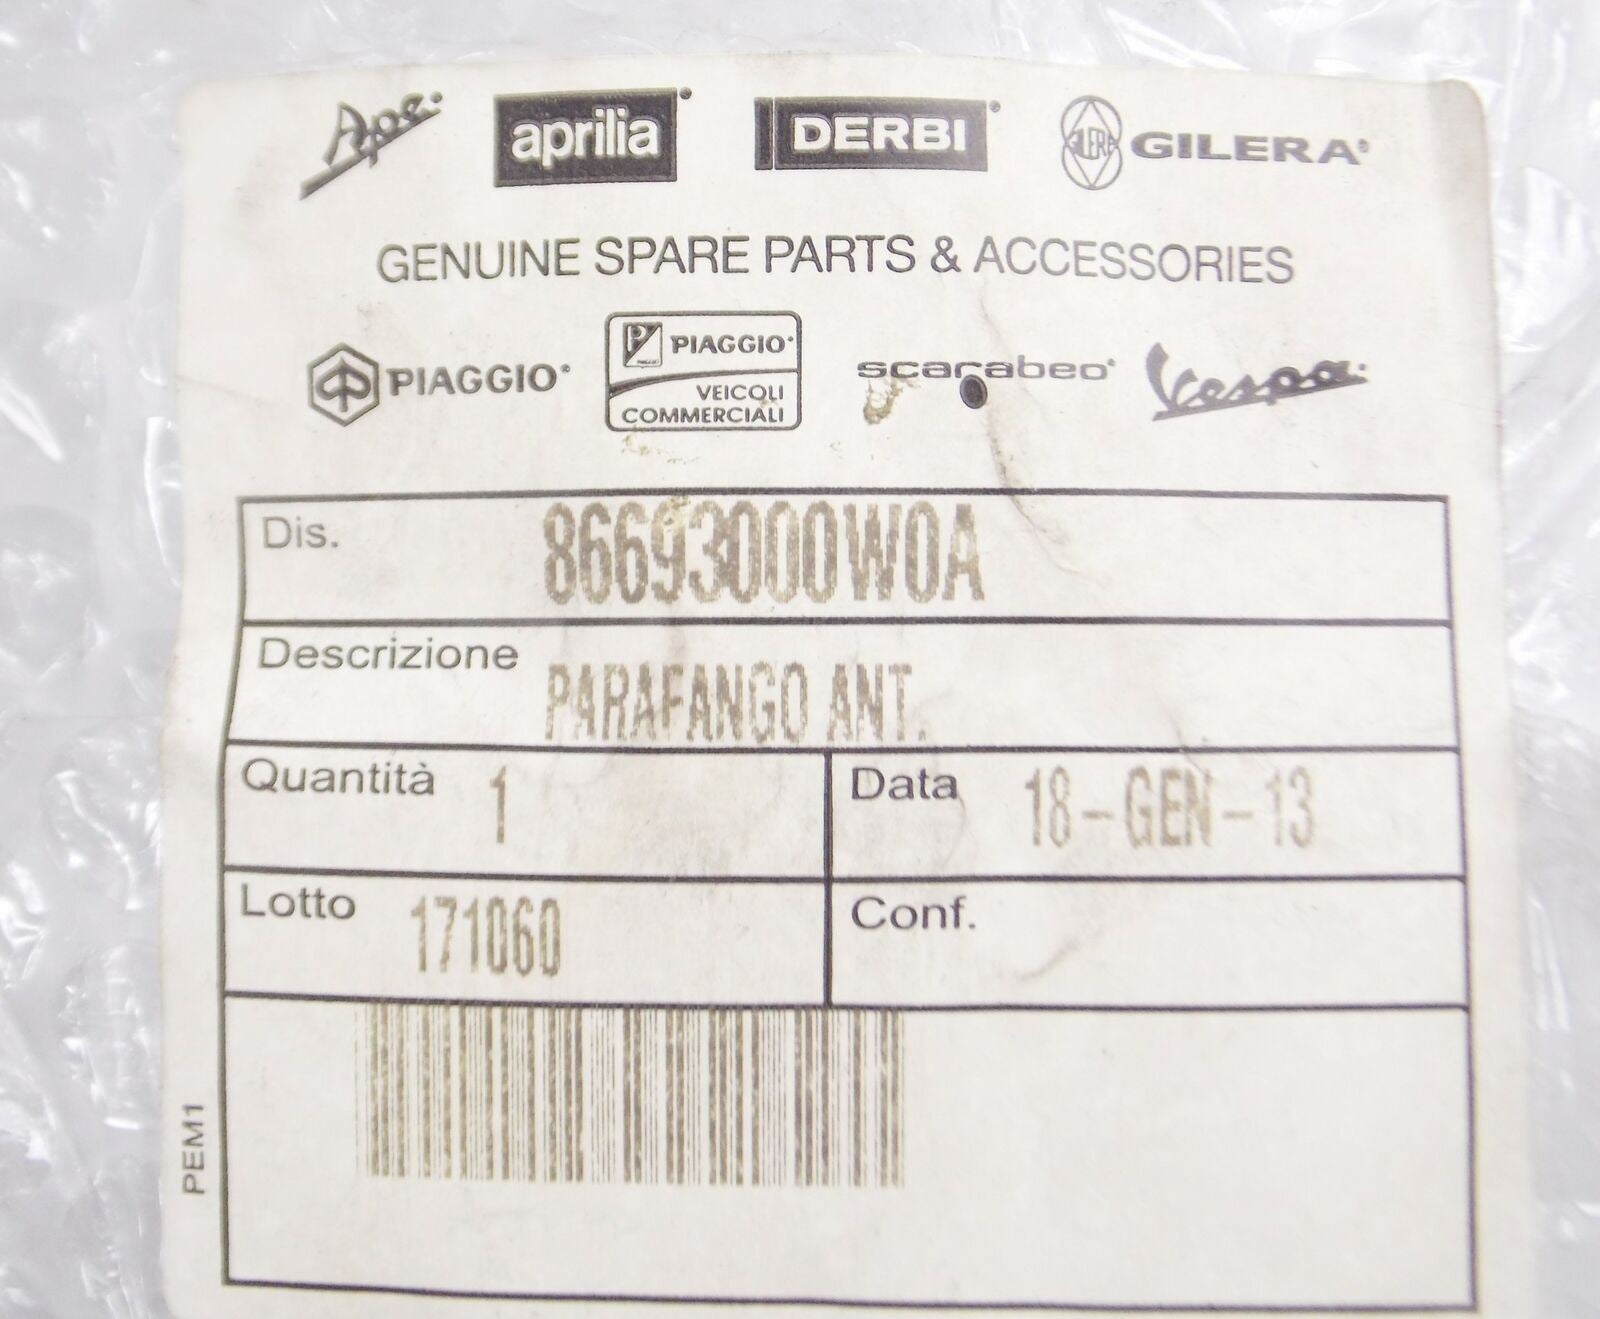 Ape aprilia DERBI GILERA GILERA
GENUINE SPARE PARTS & ACCESSORIES
PIAGGIO PIAGGIO scarabeo Vespa
VEICOLI
COMMERCIALI
Dis. 86693000W0A
Descrizione PARAFANGO ANT.
Quantità 1 Data 18-GEN-13
Lotto 171060 Conf.
PEM1